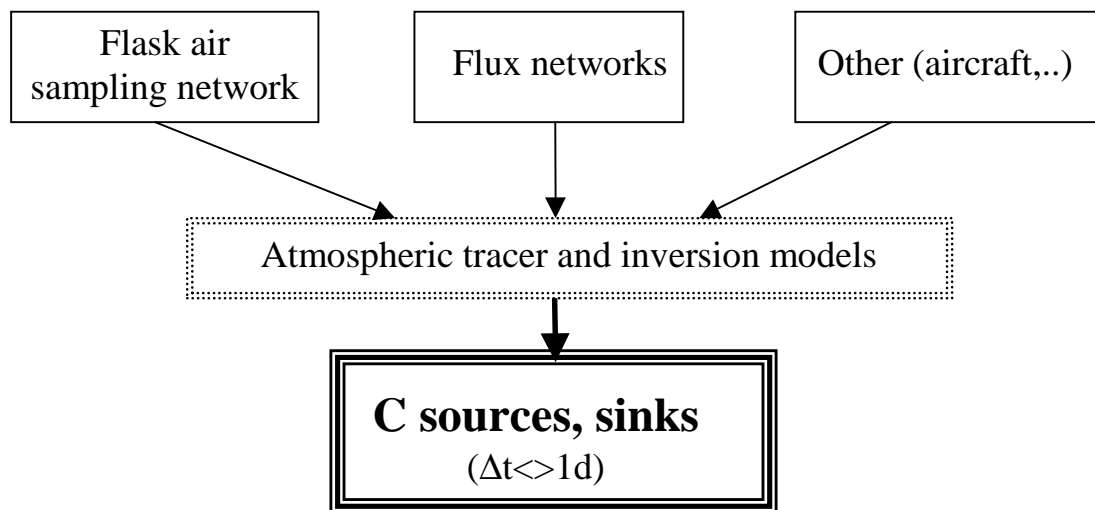 Flask air
sampling network
Flux networks
Other (aircraft,..)
Atmospheric tracer and inversion models
C sources, sinks
(Δt<>1d)